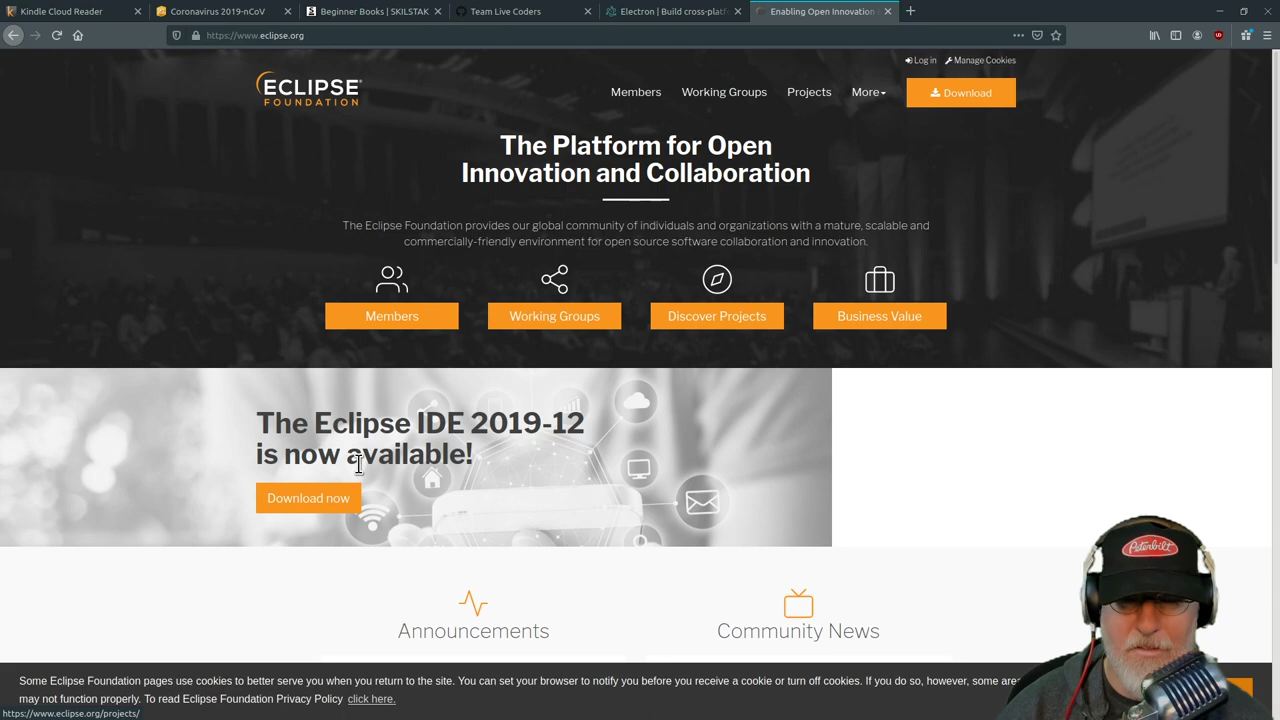 Kindle Cloud Reader
Coronavirus 2019-nCoV
Beginner Books | SKILSTAK
Team Live Coders
Electron | Build cross-platf
Enabling Open Innovation
https://www.eclipse.org
Log in Manage Cookies
ECLIPSE
FOUNDATION
Members Working Groups Projects More Download
The Platform for Open
Innovation and Collaboration
The Eclipse Foundation provides our global community of individuals and organizations with a mature, scalable and
commercially-friendly environment for open source software collaboration and innovation.
Members Working Groups Discover Projects Business Value
The Eclipse IDE 2019-12
is now available!
Download now
Peterbilt
Announcements Community News
Some Eclipse Foundation pages use cookies to better serve you when you return to the site. You can set your browser to notify you before you receive a cookie or turn off cookies. If you do so, however, some area
may not function properly. To read Eclipse Foundation Privacy Policy click here.
https://www.eclipse.org/projects/